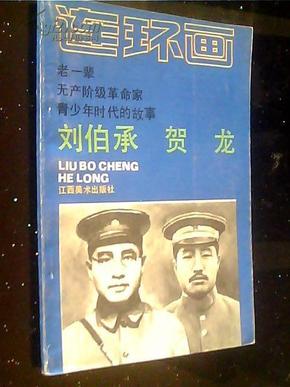 连环画
老一辈
无产阶级革命家
青少年时代的故事
刘伯承 贺龙
LIU BO CHENG
HE LONG
江西美术出版社